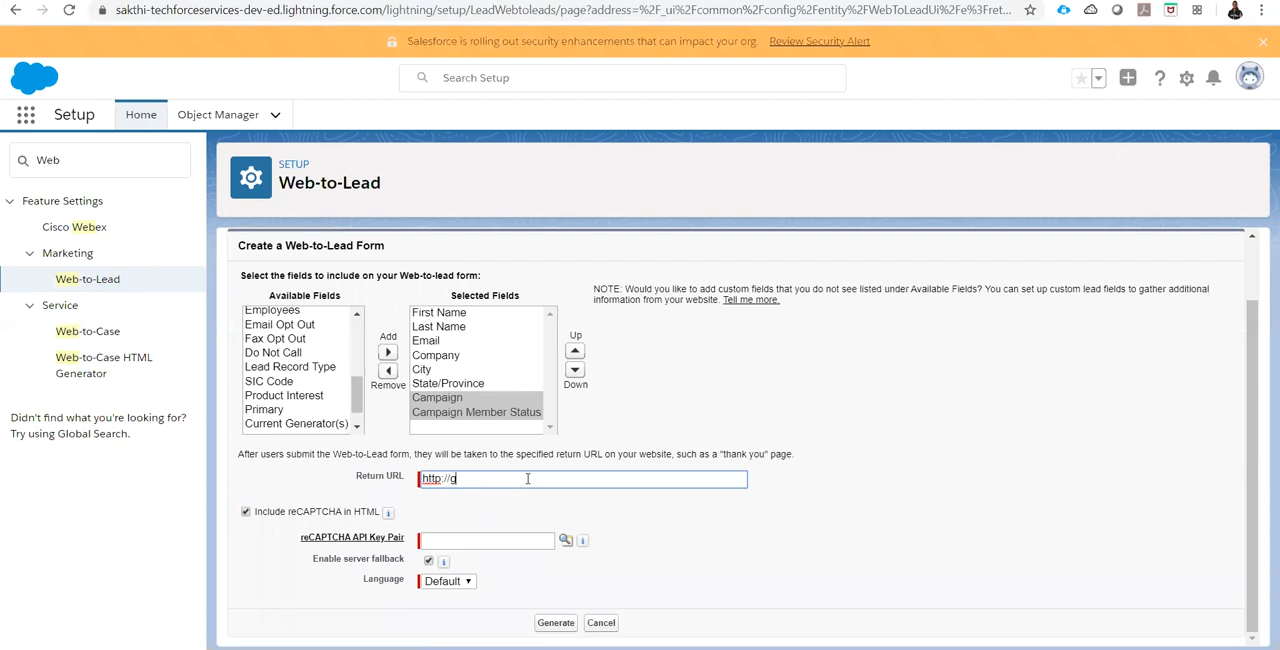 sakthi-techforceservices-dev-ed.lightning.force.com/lightning/setup/LeadWebtoleads/page?address=%2F_ui%2Fcommon%2Fconfig%2Fentity%2FWebToLeadUi%2Fe%3Fret...
Salesforce is rolling out security enhancements that can impact your org. Review Security Alert
Search Setup
Setup Home Object Manager
Web
Feature Settings
Cisco Webex
Marketing
Web-to-Lead
Service
Web-to-Case
Web-to-Case HTML
Generator
Didn't find what you're looking for?
Try using Global Search.
SETUP
Web-to-Lead
Create a Web-to-Lead Form
Select the fields to include on your Web-to-lead form:
Available Fields
Employees
Email Opt Out
Fax Opt Out
Do Not Call
Lead Record Type
SIC Code
Product Interest
Primary
Current Generator(s)
Add
Remove
Selected Fields
First Name
Last Name
Email
Company
City
State/Province
Campaign
Campaign Member Status
Up
Down
NOTE: Would you like to add custom fields that you do not see listed under Available Fields? You can set up custom lead fields to gather additional
information from your website. Tell me more.
After users submit the Web-to-Lead form, they will be taken to the specified return URL on your website, such as a "thank you" page.
Return URL http://g
Include reCAPTCHA in HTML
reCAPTCHA API Key Pair
Enable server fallback
Language Default
Generate Cancel